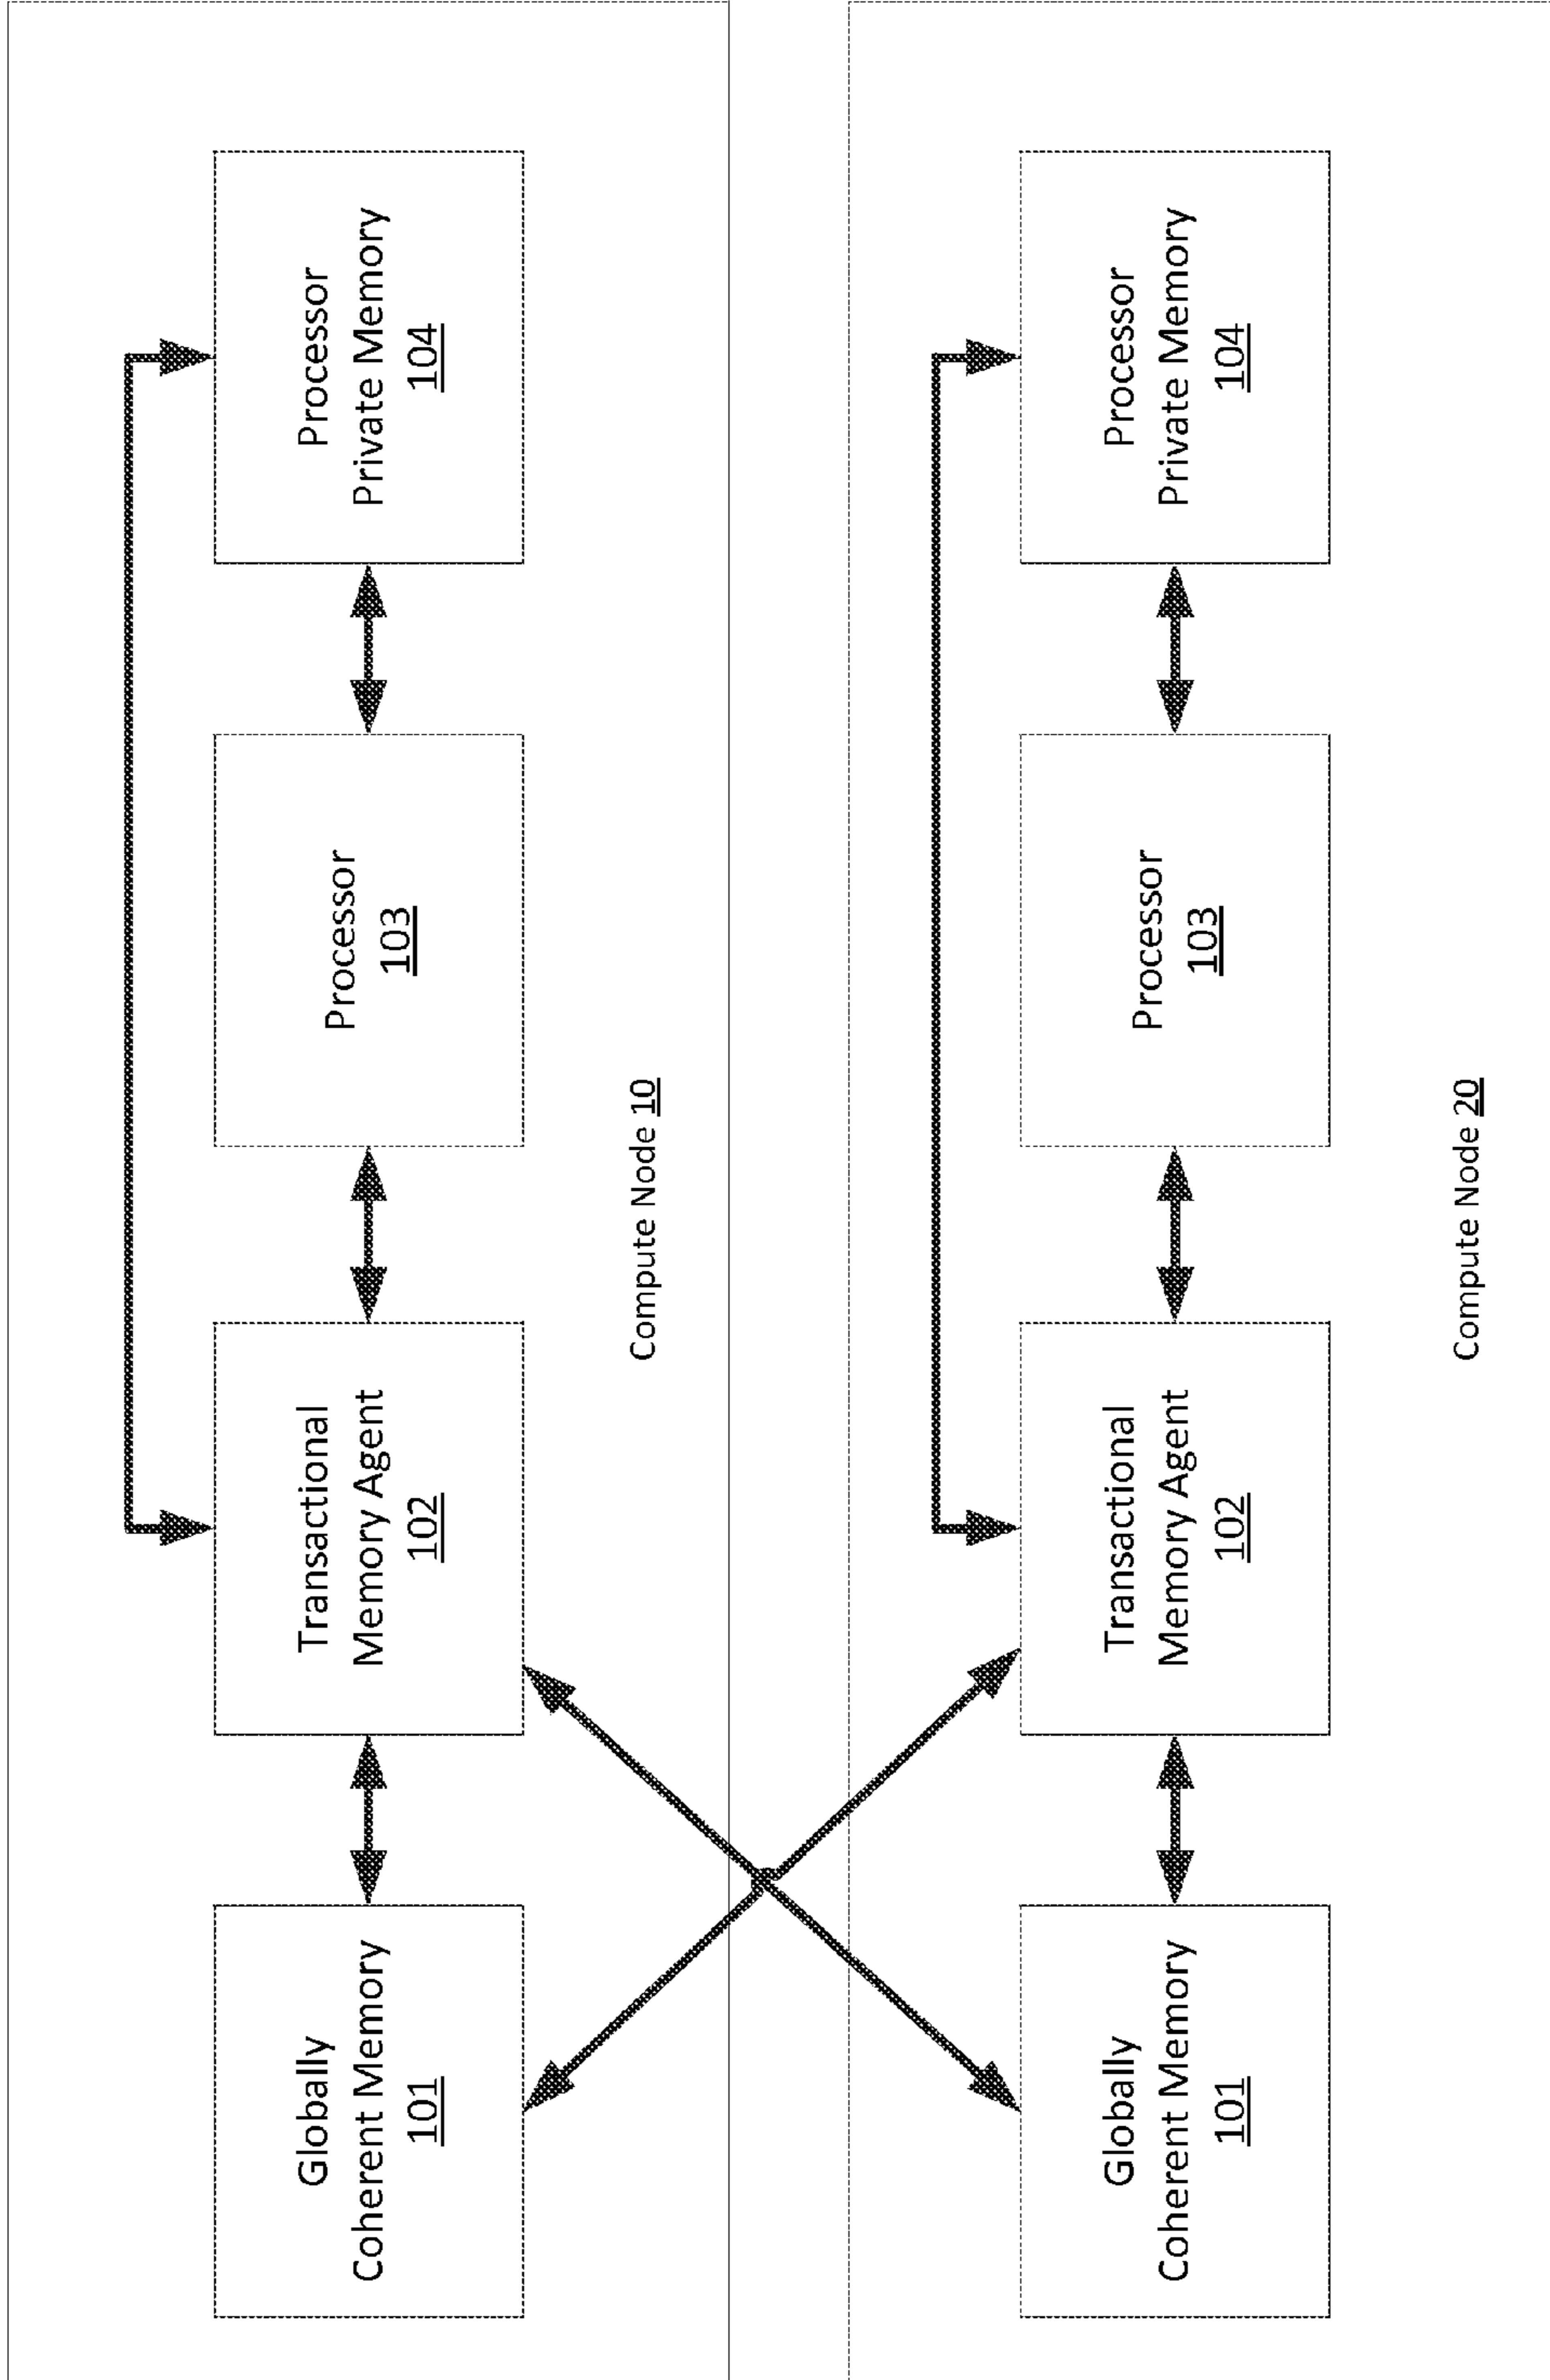 Globally
Coherent Memory
101
Transactional
Memory Agent
102
Processor
103
Processor
Private Memory
104
Compute Node 10
Globally
Coherent Memory
101
Transactional
Memory Agent
102
Processor
103
Processor
Private Memory
104
Compute Node 20